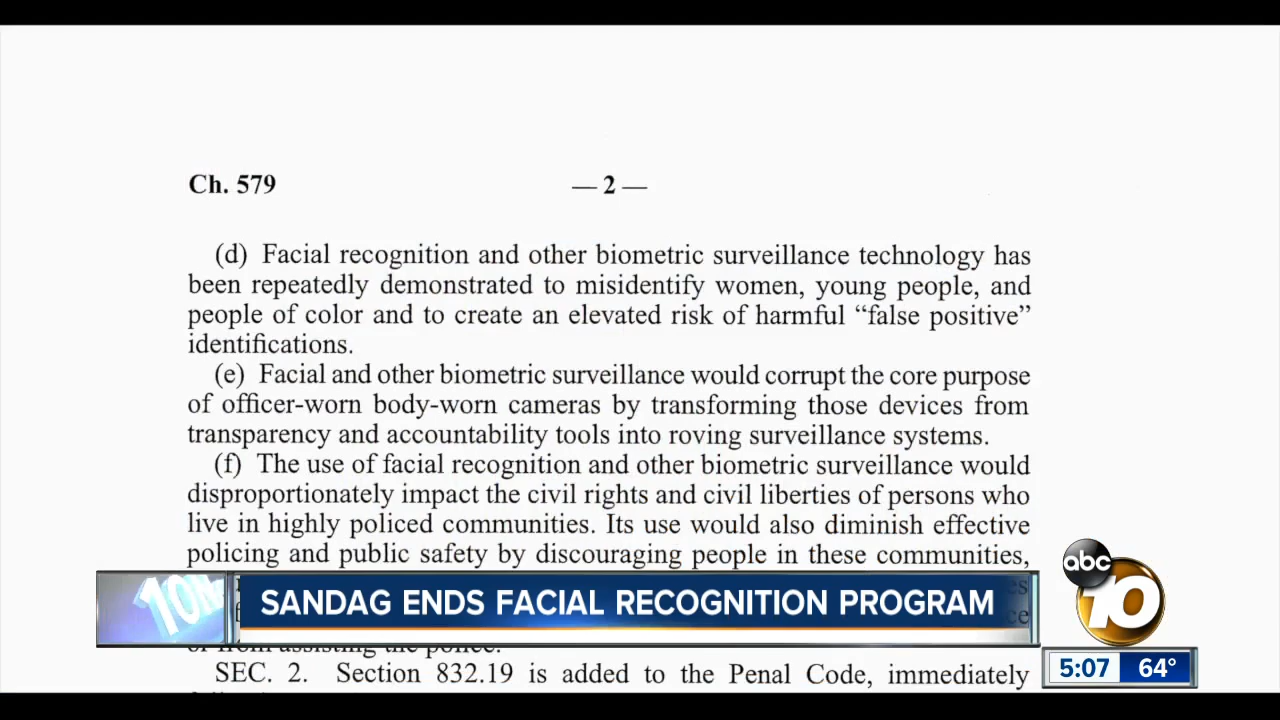 Ch. 579
— 2 —
(d) Facial recognition and other biometric surveillance technology has
been repeatedly demonstrated to misidentify women, young people, and
people of color and to create an elevated risk of harmful “false positive”
identifications.
(e) Facial and other biometric surveillance would corrupt the core purpose
of officer-worn body-worn cameras by transforming those devices from
transparency and accountability tools into roving surveillance systems.
(f) The use of facial recognition and other biometric surveillance would
disproportionately impact the civil rights and civil liberties of persons who
live in highly policed communities. Its use would also diminish effective
policing and public safety by discouraging people in these communities,
10N
SANDAG ENDS FACIAL RECOGNITION PROGRAM
abc
10
or from assisting the police.
SEC. 2. Section 832.19 is added to the Penal Code, immediately
5:07
64°